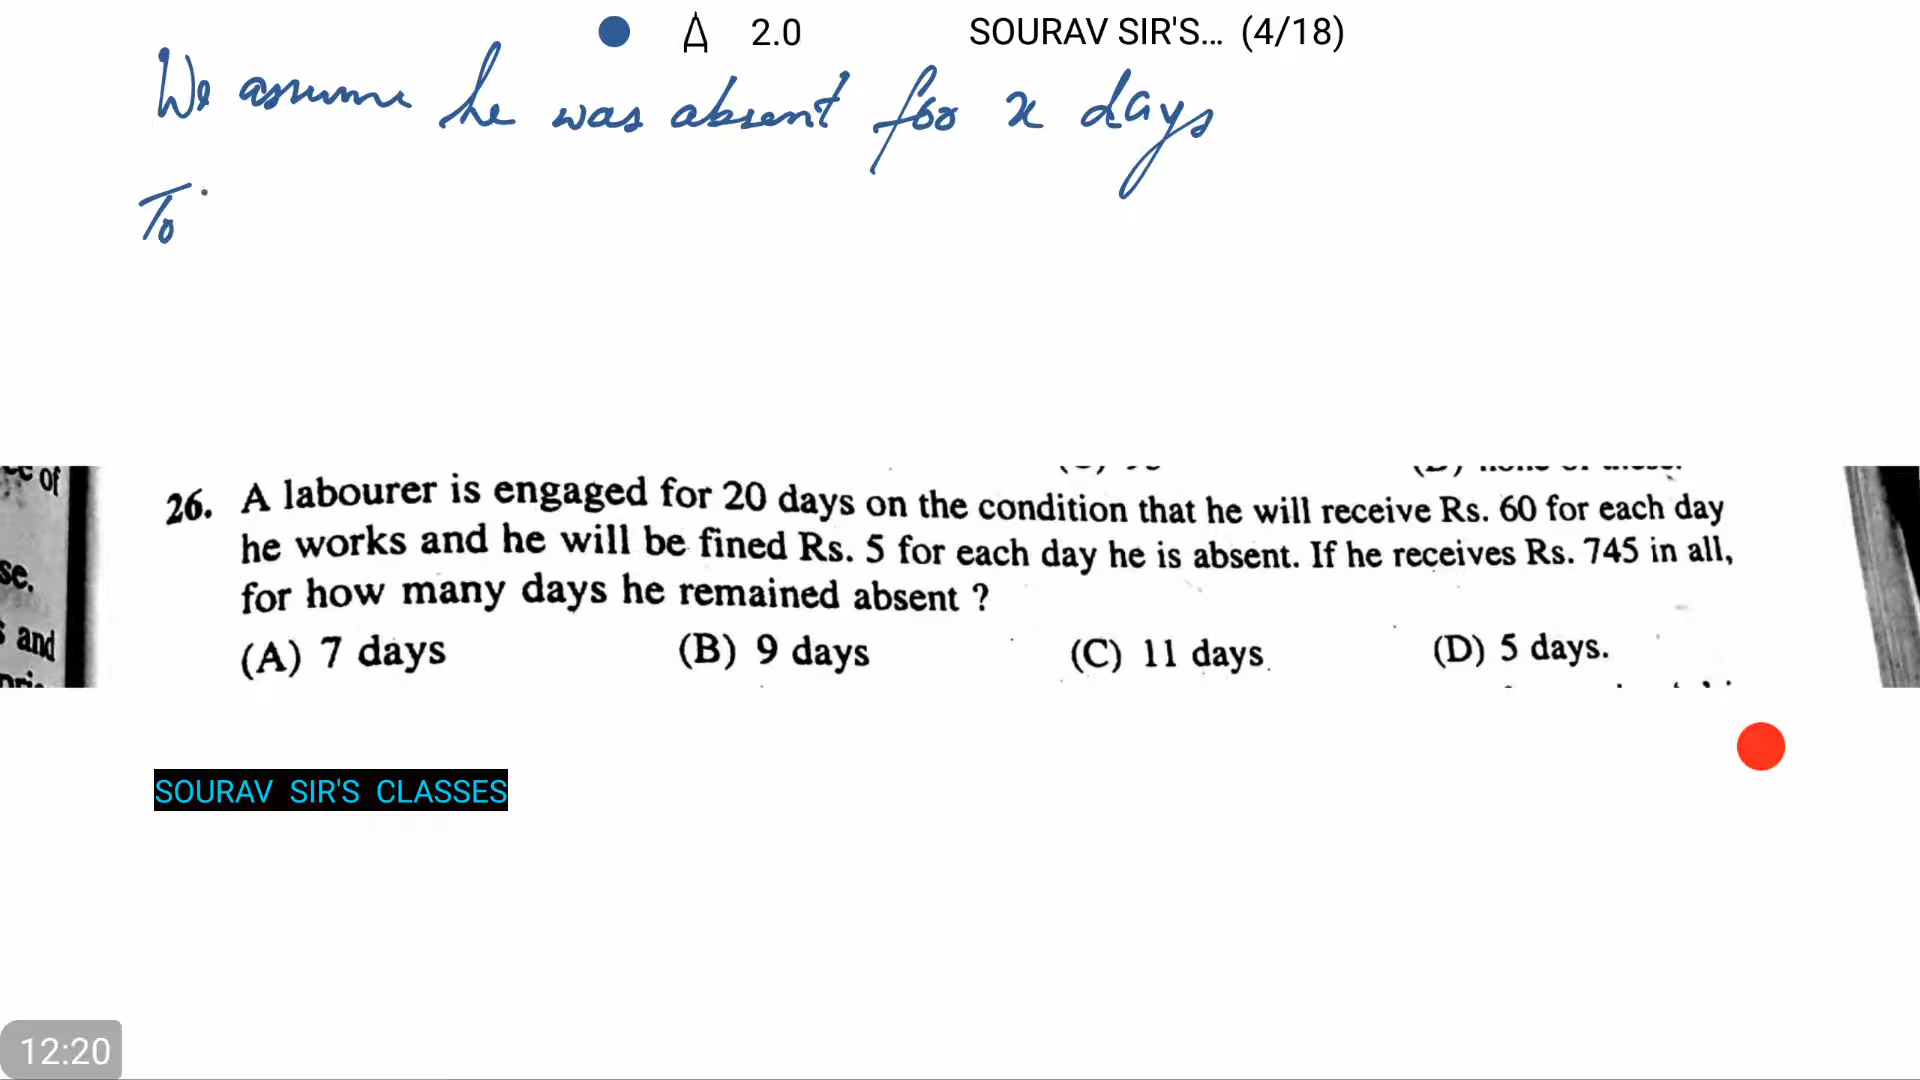 A 2.0 SOURAV SIR'S... (4/18)
We assume he was absent for x days
To
26. A labourer is engaged for 20 days on the condition that he will receive Rs. 60 for each day
he works and he will be fined Rs. 5 for each day he is absent. If he receives Rs. 745 in all,
for how many days he remained absent ?
(A) 7 days (B) 9 days (C) 11 days (D) 5 days.
of
se.
and
SOURAV SIR'S CLASSES
12:20